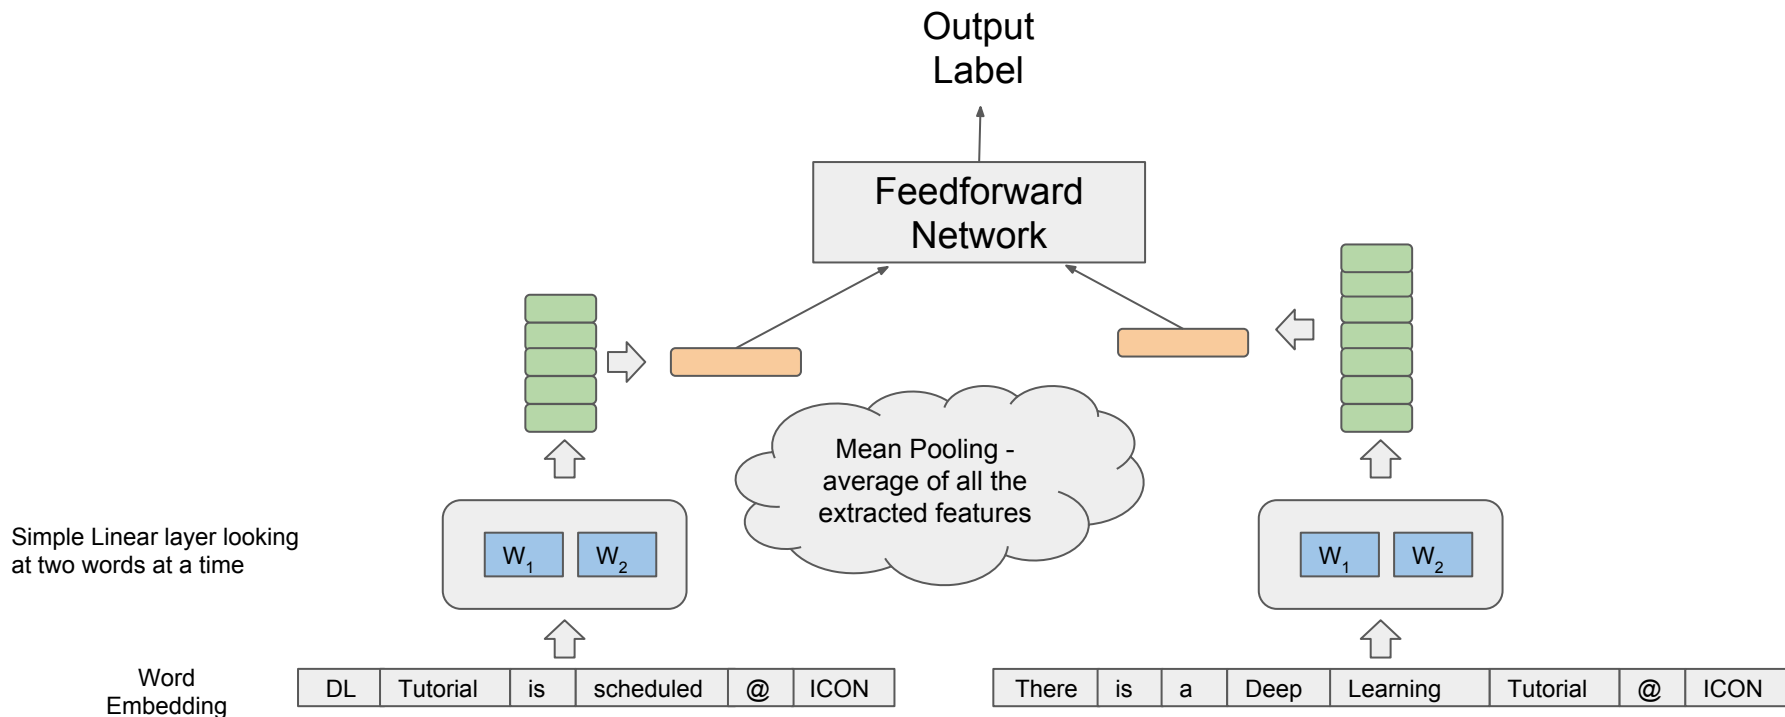 Output
Label
Feedforward
Network
Mean Pooling -
average of all the
extracted features
Simple Linear layer looking
at two words at a time
W1 W2
W1 W2
Word
Embedding
DL Tutorial is scheduled @ ICON
There is a Deep Learning Tutorial @ ICON